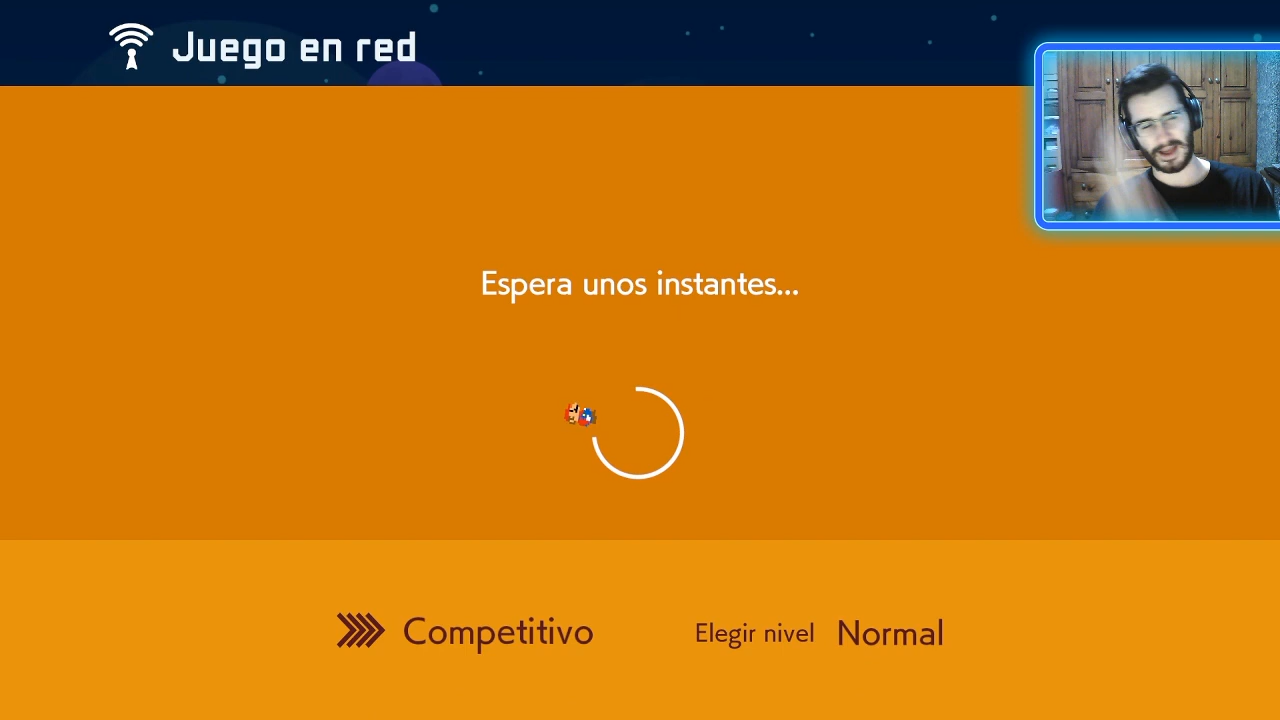 Juego en red
Espera unos instantes...
Competitivo
Elegir nivel Normal